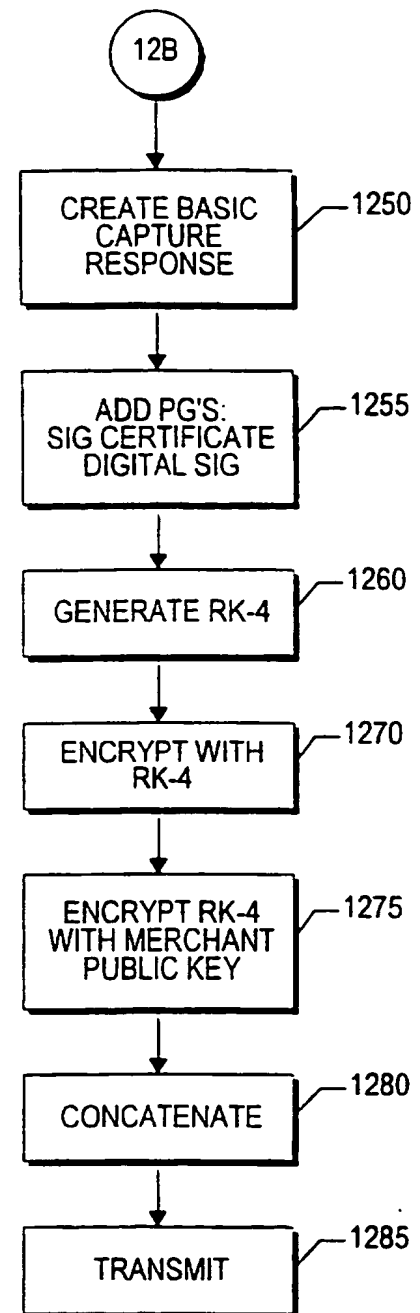 12B
CREATE BASIC
CAPTURE
RESPONSE
1250
ADD PG'S:
SIG CERTIFICATE
DIGITAL SIG
1255
GENERATE RK-4
1260
ENCRYPT WITH
RK-4
1270
ENCRYPT RK-4
WITH MERCHANT
PUBLIC KEY
1275
CONCATENATE
1280
TRANSMIT
1285